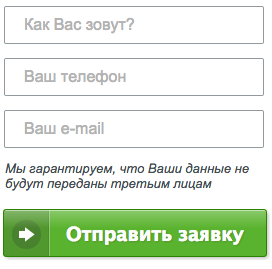 Как Вас зовут?
Ваш телефон
Ваш e-mail
Мы гарантируем, что Ваши данные не
будут переданы третьим лицам
Отправить заявку